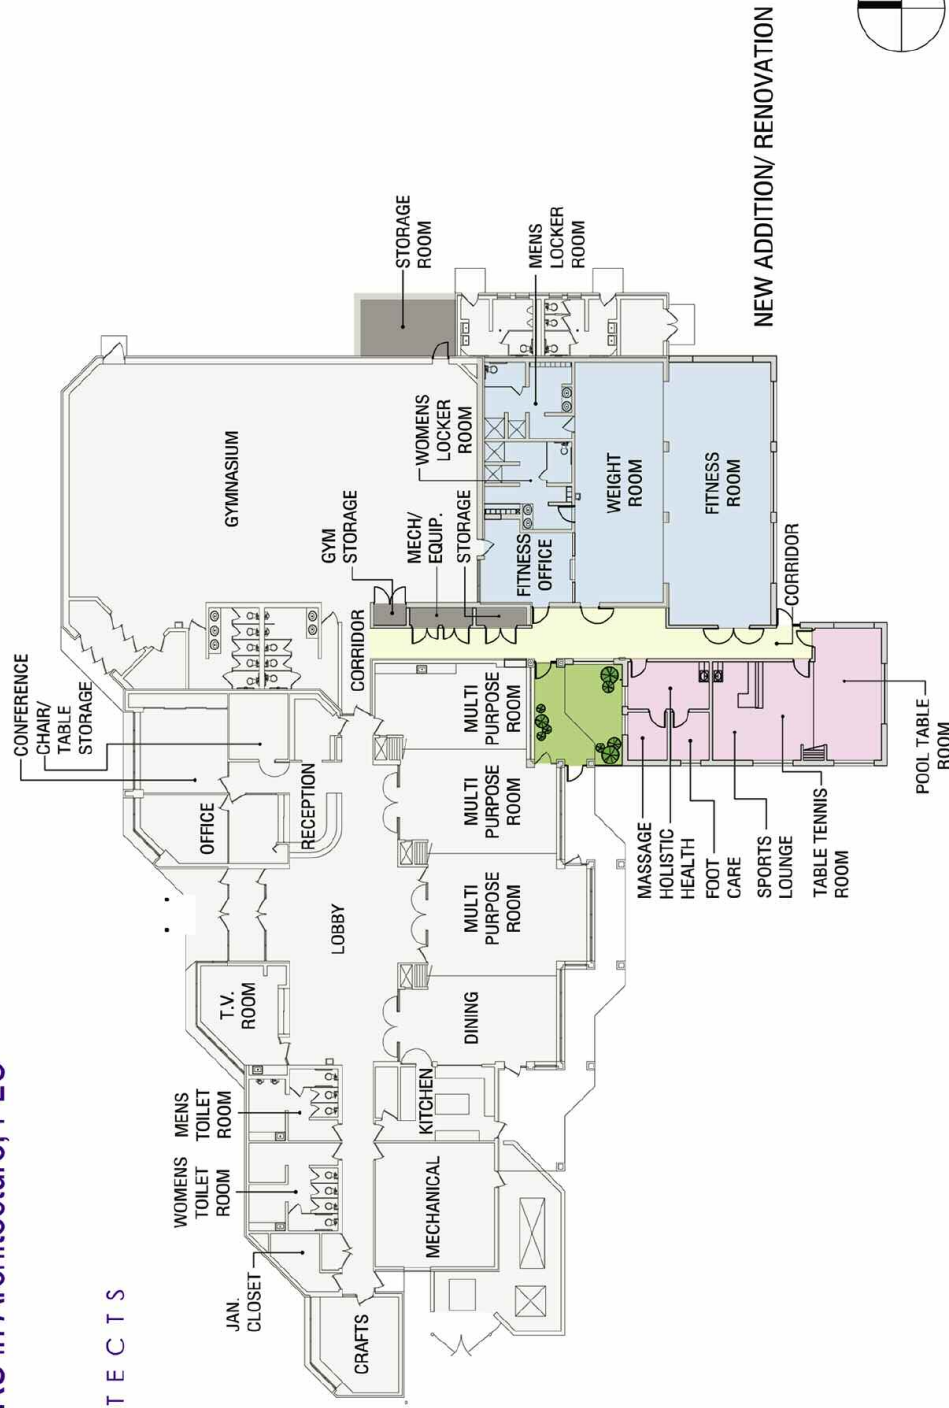 TECTS
NEW ADDITION/ RENOVATION
CONFERENCE
CHAIR/
TABLE
STORAGE
OFFICE
RECEPTION
GYMNASIUM
GYM
STORAGE
MECH/
EQUIP.
STORAGE
WOMENS
LOCKER
ROOM
STORAGE
ROOM
MENS
LOCKER
ROOM
CORRIDOR
FITNESS
OFFICE
WEIGHT
ROOM
FITNESS
ROOM
CORRIDOR
T.V.
ROOM
LOBBY
MULTI
PURPOSE
ROOM
MULTI
PURPOSE
ROOM
MULTI
PURPOSE
ROOM
DINING
MASSAGE
HOLISTIC
HEALTH
FOOT
CARE
SPORTS
LOUNGE
TABLE TENNIS
ROOM
POOL TABLE
ROOM
MENS
TOILET
ROOM
WOMENS
TOILET
ROOM
KITCHEN
MECHANICAL
JAN.
CLOSET
CRAFTS